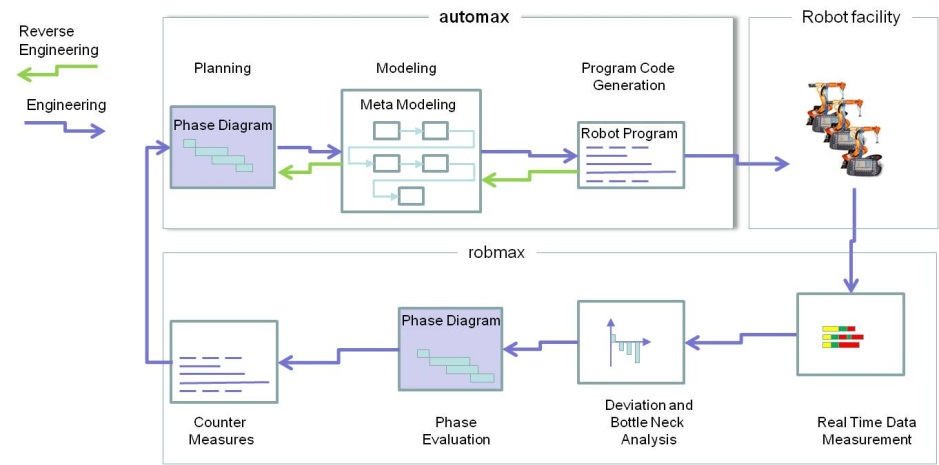 automax
Robot facility
Reverse
Engineering
Engineering
Planning
Modeling
Program Code
Generation
Phase Diagram
Meta Modeling
Robot Program
robmax
Phase Diagram
Counter
Measures
Phase
Evaluation
Deviation and
Bottle Neck
Analysis
Real Time Data
Measurement